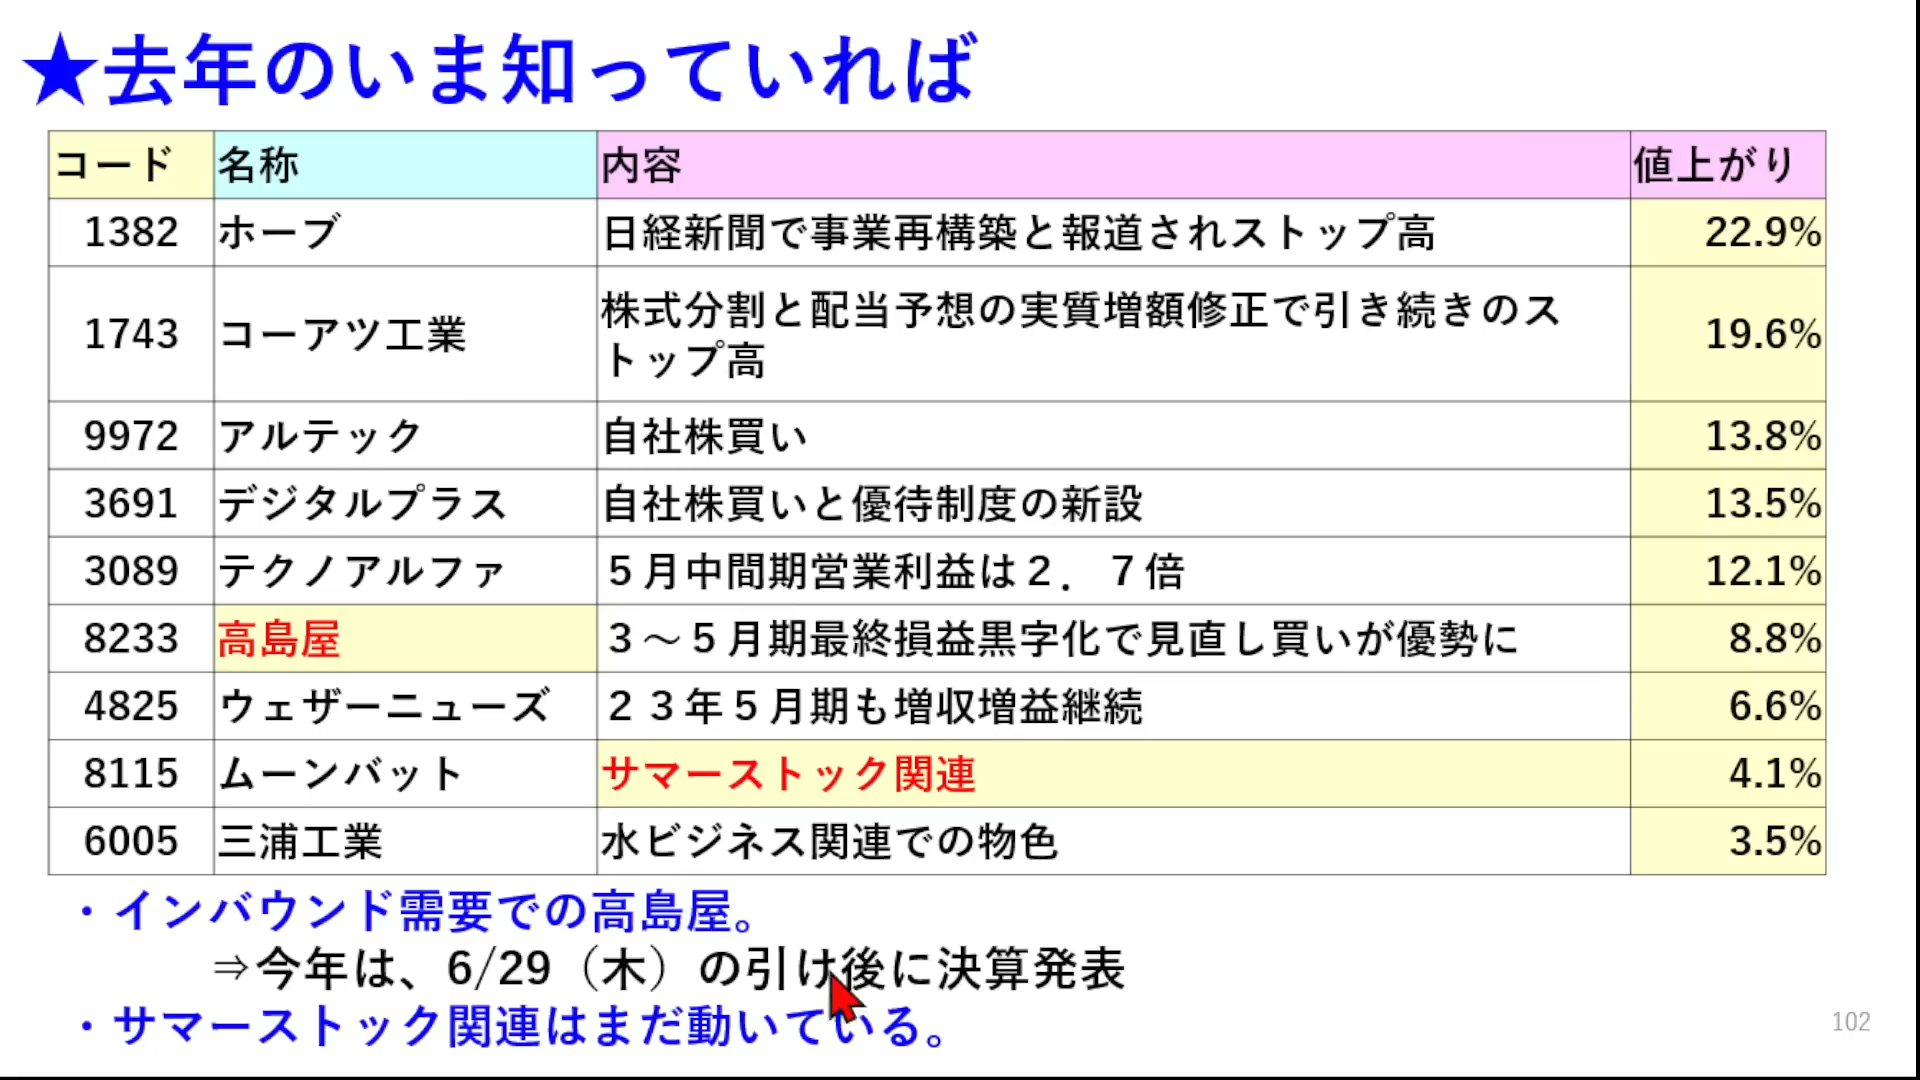 ★去年のいま知っていれば
コード 名称 内容 値上がり
1382 ホーブ 日経新聞で事業再構築と報道されストップ高 22.9%
1743 コーアツ工業 株式分割と配当予想の実質増額修正で引き続きのス
トップ高 19.6%
9972 アルテック 自社株買い 13.8%
3691 デジタルプラス 自社株買いと優待制度の新設 13.5%
3089 テクノアルファ ５月中間期営業利益は２．７倍 12.1%
8233 高島屋 ３～５月期最終損益黒字化で見直し買いが優勢に 8.8%
4825 ウェザーニューズ ２３年５月期も増収増益継続 6.6%
8115 ムーンバット サマーストック関連 4.1%
6005 三浦工業 水ビジネス関連での物色 3.5%
・インバウンド需要での高島屋。
⇒今年は、6/29（木）の引け後に決算発表
・サマーストック関連はまだ動いている。
102